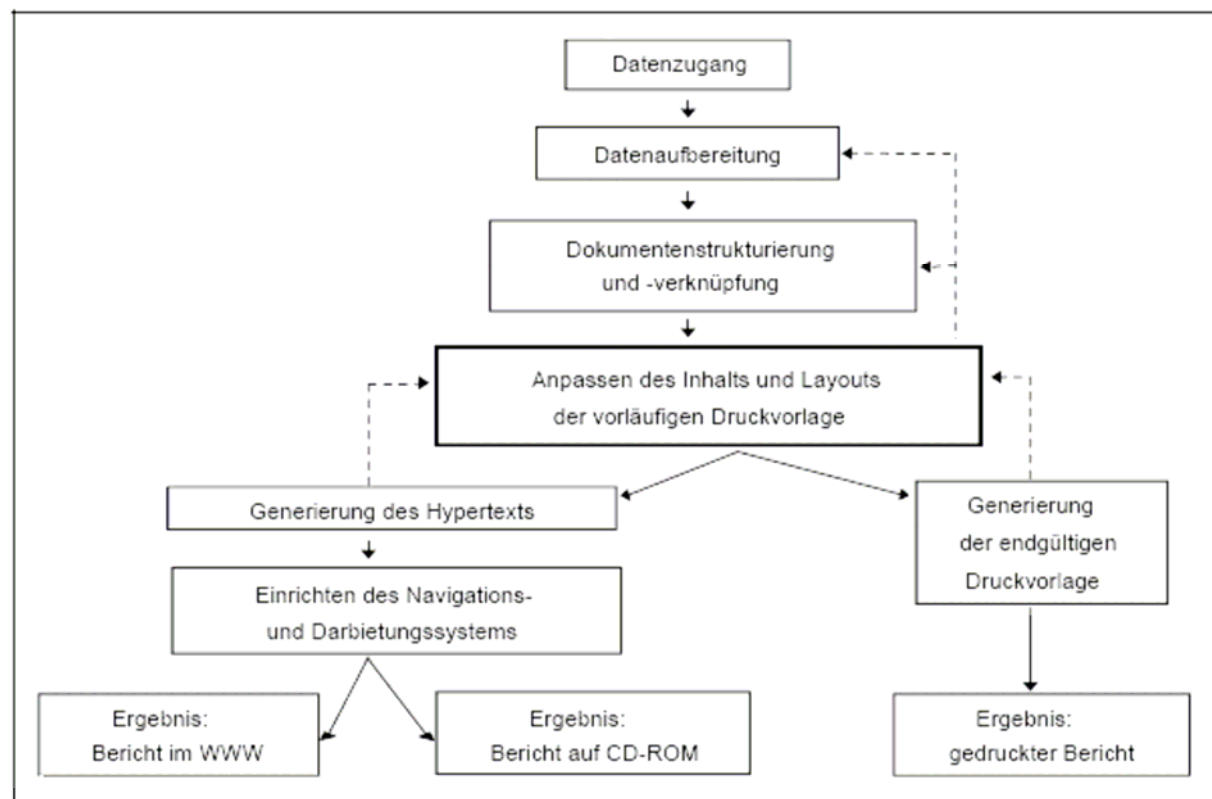 Datenzugang
Datenaufbereitung
Dokumentenstrukturierung
und -verknüpfung
Anpassen des Inhalts und Layouts
der vorläufigen Druckvorlage
Generierung des Hypertexts
Generierung
der endgültigen
Druckvorlage
Einrichten des Navigations-
und Darbietungssystems
Ergebnis:
Bericht im WWW
Ergebnis:
Bericht auf CD-ROM
Ergebnis:
gedruckter Bericht